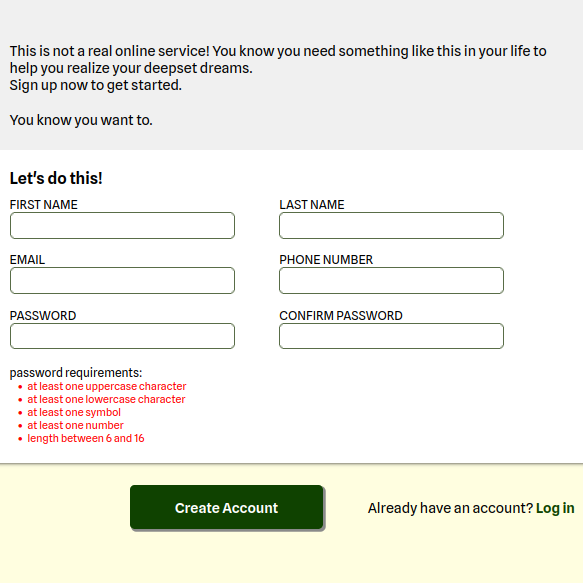 This is not a real online service! You know you need something like this in your life to
help you realize your deepset dreams.
Sign up now to get started.
You know you want to.
Let's do this!
FIRST NAME
LAST NAME
EMAIL
PHONE NUMBER
PASSWORD
CONFIRM PASSWORD
password requirements:
at least one uppercase character
at least one lowercase character
at least one symbol
at least one number
length between 6 and 16
Create Account
Already have an account? Log in